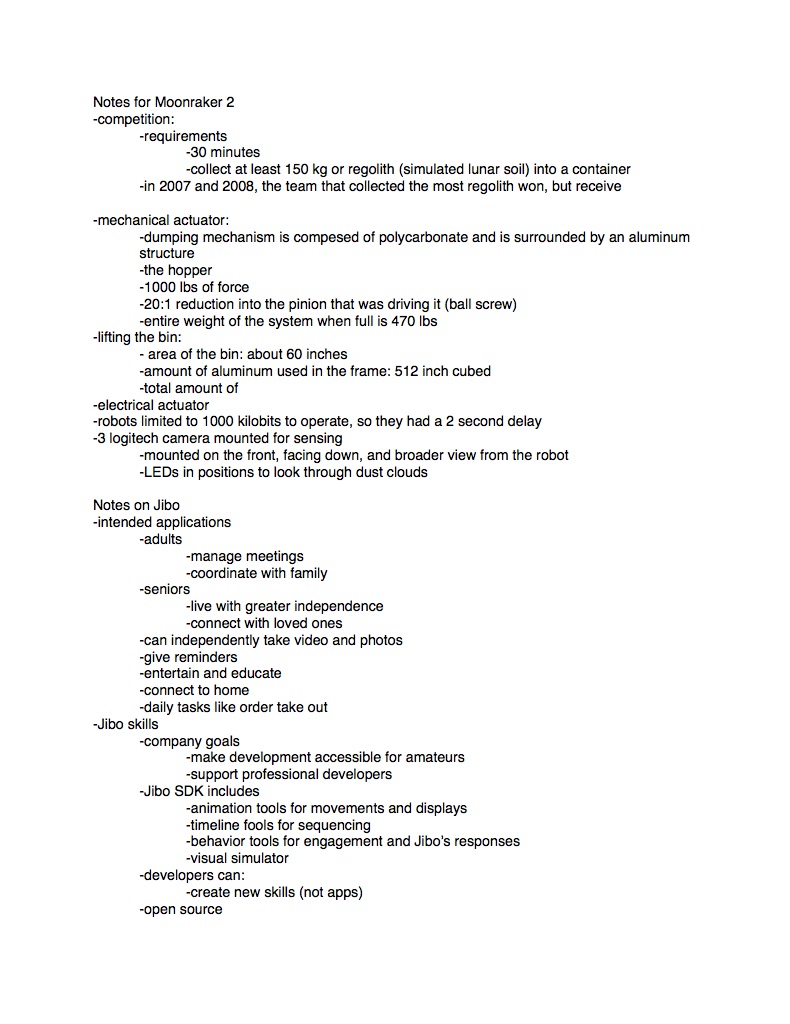 Notes for Moonraker 2
-competition:
-requirements
-30 minutes
-collect at least 150 kg or regolith (simulated lunar soil) into a container
-in 2007 and 2008, the team that collected the most regolith won, but receive
-mechanical actuator:
-dumping mechanism is compesed of polycarbonate and is surrounded by an aluminum
structure
-the hopper
-1000 lbs of force
-20:1 reduction into the pinion that was driving it (ball screw)
-entire weight of the system when full is 470 lbs
-lifting the bin:
- area of the bin: about 60 inches
-amount of aluminum used in the frame: 512 inch cubed
-total amount of
-electrical actuator
-robots limited to 1000 kilobits to operate, so they had a 2 second delay
-3 logitech camera mounted for sensing
-mounted on the front, facing down, and broader view from the robot
-LEDs in positions to look through dust clouds
Notes on Jibo
-intended applications
-adults
-manage meetings
-coordinate with family
-seniors
-live with greater independence
-connect with loved ones
-can independently take video and photos
-give reminders
-entertain and educate
-connect to home
-daily tasks like order take out
-Jibo skills
-company goals
-make development accessible for amateurs
-support professional developers
-Jibo SDK includes
-animation tools for movements and displays
-timeline fools for sequencing
-behavior tools for engagement and Jibo's responses
-visual simulator
-developers can:
-create new skills (not apps)
-open source